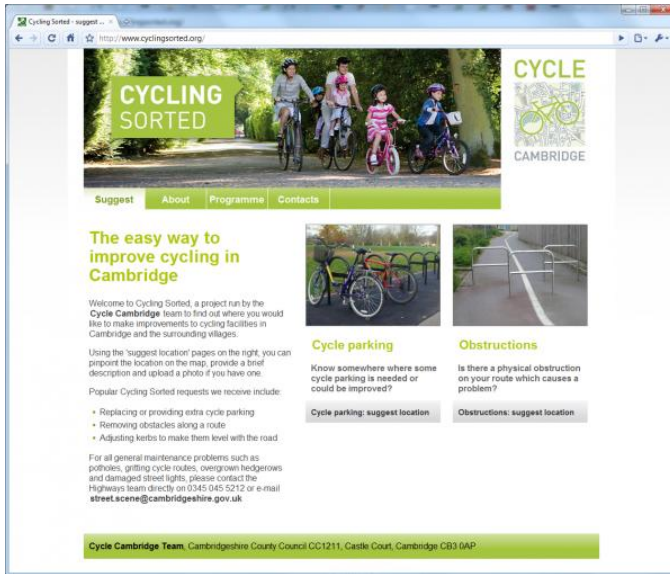 Cycling Sorted - suggest ...
http://www.cyclingsorted.org/
CYCLING
SORTED
CYCLE
CAMBRIDGE
Suggest About Programme Contacts
The easy way to
improve cycling in
Cambridge
Welcome to Cycling Sorted, a project run by the
Cycle Cambridge team to find out where you would
like to make improvements to cycling facilities in
Cambridge and the surrounding villages.
Using the 'suggest location' pages on the right, you can
pinpoint the location on the map, provide a brief
description and upload a photo if you have one.
Popular Cycling Sorted requests we receive include:
• Replacing or providing extra cycle parking
• Removing obstacles along a route
• Adjusting kerbs to make them level with the road
For all general maintenance problems such as
potholes, gritting cycle routes, overgrown hedgerows
and damaged street lights, please contact the
Highways team directly on 0345 045 5212 or e-mail
street.scene@cambridgeshire.gov.uk
Cycle parking
Know somewhere where some
cycle parking is needed or
could be improved?
Cycle parking: suggest location
Obstructions
Is there a physical obstruction
on your route which causes a
problem?
Obstructions: suggest location
Cycle Cambridge Team, Cambridgeshire County Council CC1211, Castle Court, Cambridge CB3 0AP